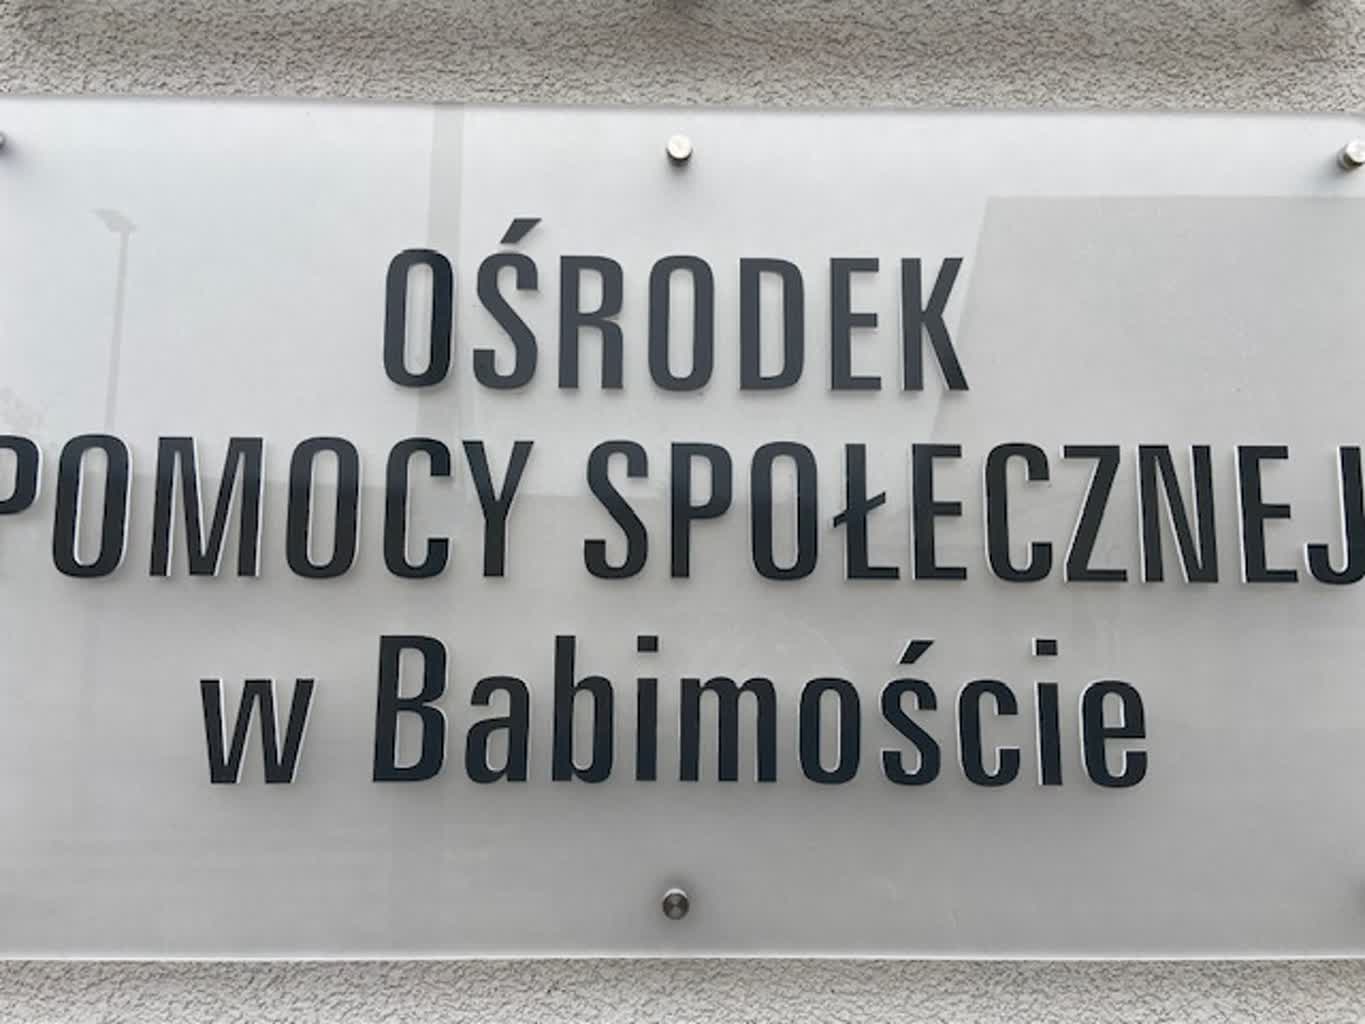 OŚRODEK
POMOCY SPOŁECZNEJ
w Babimoście